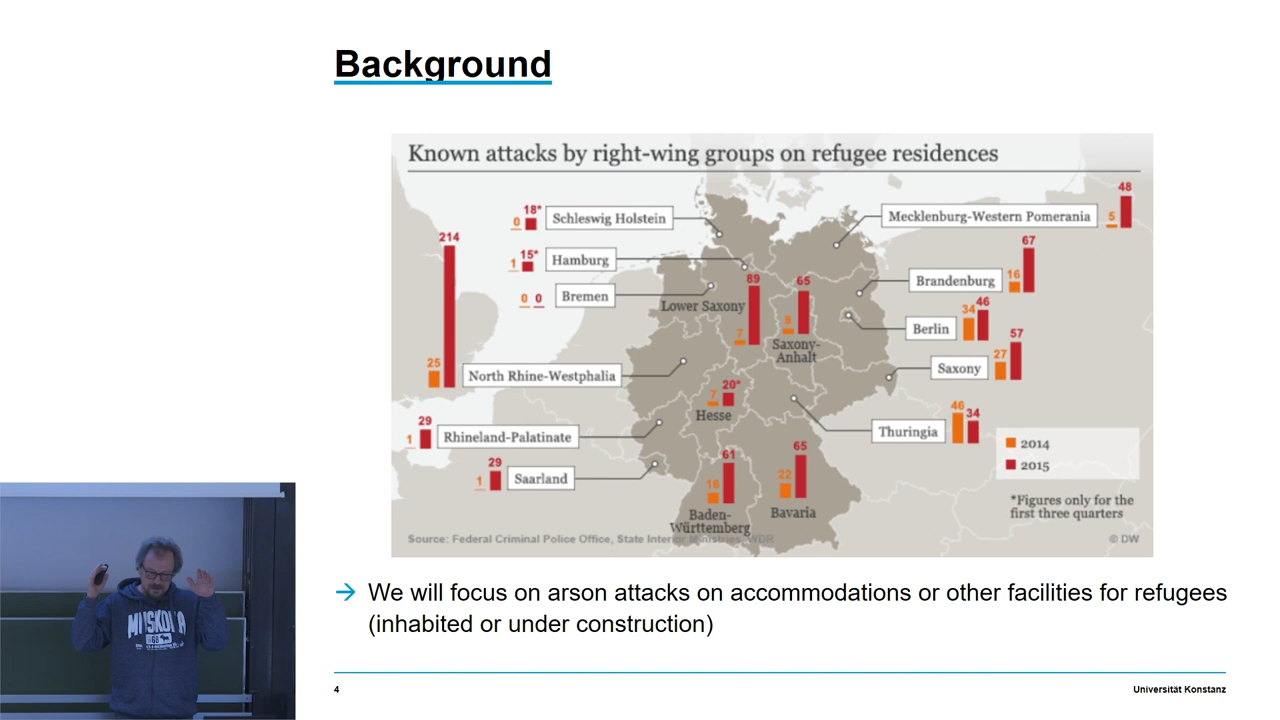 Background
Known attacks by right-wing groups on refugee residences
48
18*
0
Schleswig Holstein
Mecklenburg-Western Pomerania
5
214
67
15*
1
Hamburg
89
65
Brandenburg
16
0 0
Bremen
Lower Saxony
46
34
Berlin
7
9
57
Saxony-
Anhalt
25
27
Saxony
North Rhine-Westphalia
20*
7
Hesse
46
34
29
1
Rhineland-Palatinate
Thuringia
2014
61
65
29
1
Saarland
2015
16
22
*Figures only for the
first three quarters
Baden-
Württemberg
Bavaria
Source: Federal Criminal Police Office, State Interior Ministries, WDR
© DW
→ We will focus on arson attacks on accommodations or other facilities for refugees
(inhabited or under construction)
MUSKOKA
68
4
Universität Konstanz